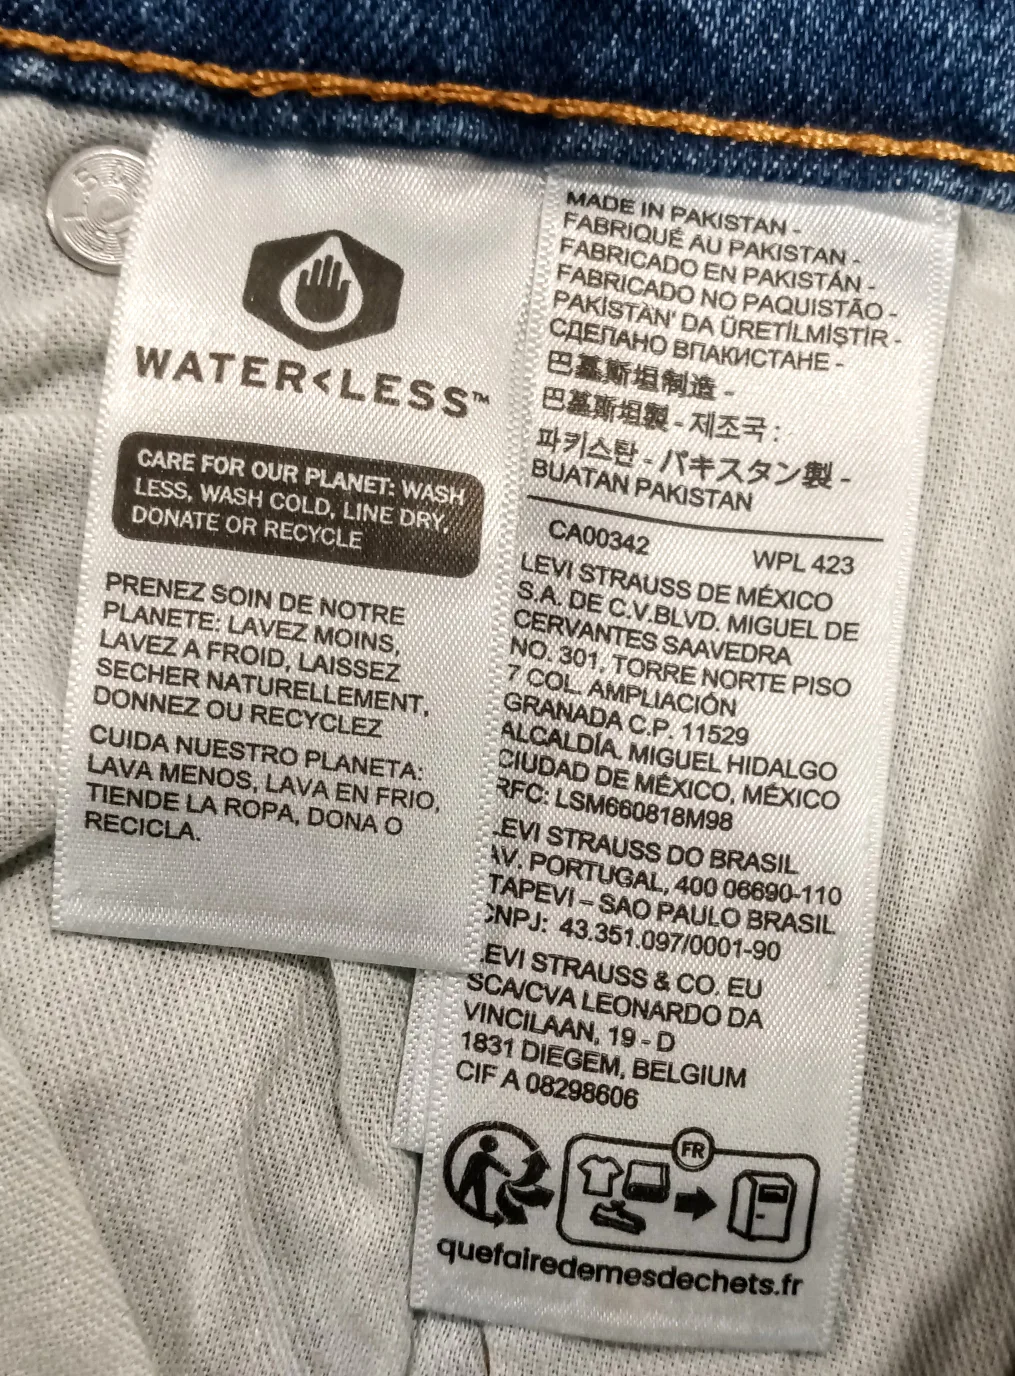 WATER<LESS™
CARE FOR OUR PLANET: WASH
LESS, WASH COLD, LINE DRY,
DONATE OR RECYCLE
PRENEZ SOIN DE NOTRE
PLANETE: LAVEZ MOINS,
LAVEZ A FROID, LAISSEZ
SECHER NATURELLEMENT,
DONNEZ OU RECYCLEZ
CUIDA NUESTRO PLANETA:
LAVA MENOS, LAVA EN FRIO,
TIENDE LA ROPA, DONA O
RECICLA.
MADE IN PAKISTAN -
FABRIQUÉ AU PAKISTAN -
FABRICADO EN PAKISTÁN -
FABRICADO NO PAQUISTÃO -
PAKİSTAN' DA ÜRETİLMİŞTİR -
СДЕЛАНО ВПАКИСТАНЕ -
巴基斯坦制造 -
巴基斯坦製 - 제조국 :
파키스탄 - パキスタン製 -
BUATAN PAKISTAN
CA00342 WPL 423
LEVI STRAUSS DE MÉXICO
S.A. DE C.V.BLVD. MIGUEL DE
CERVANTES SAAVEDRA
NO. 301, TORRE NORTE PISO
7 COL. AMPLIACIÓN
GRANADA C.P. 11529
ALCALDÍA. MIGUEL HIDALGO
CIUDAD DE MÉXICO, MÉXICO
RFC: LSM660818M98
LEVI STRAUSS DO BRASIL
AV. PORTUGAL, 400 06690-110
ITAPEVI – SAO PAULO BRASIL
CNPJ: 43.351.097/0001-90
LEVI STRAUSS & CO. EU
SCA/CVA LEONARDO DA
VINCILAAN, 19 - D
1831 DIEGEM, BELGIUM
CIF A 08298606
FR
quefairedemesdechets.fr